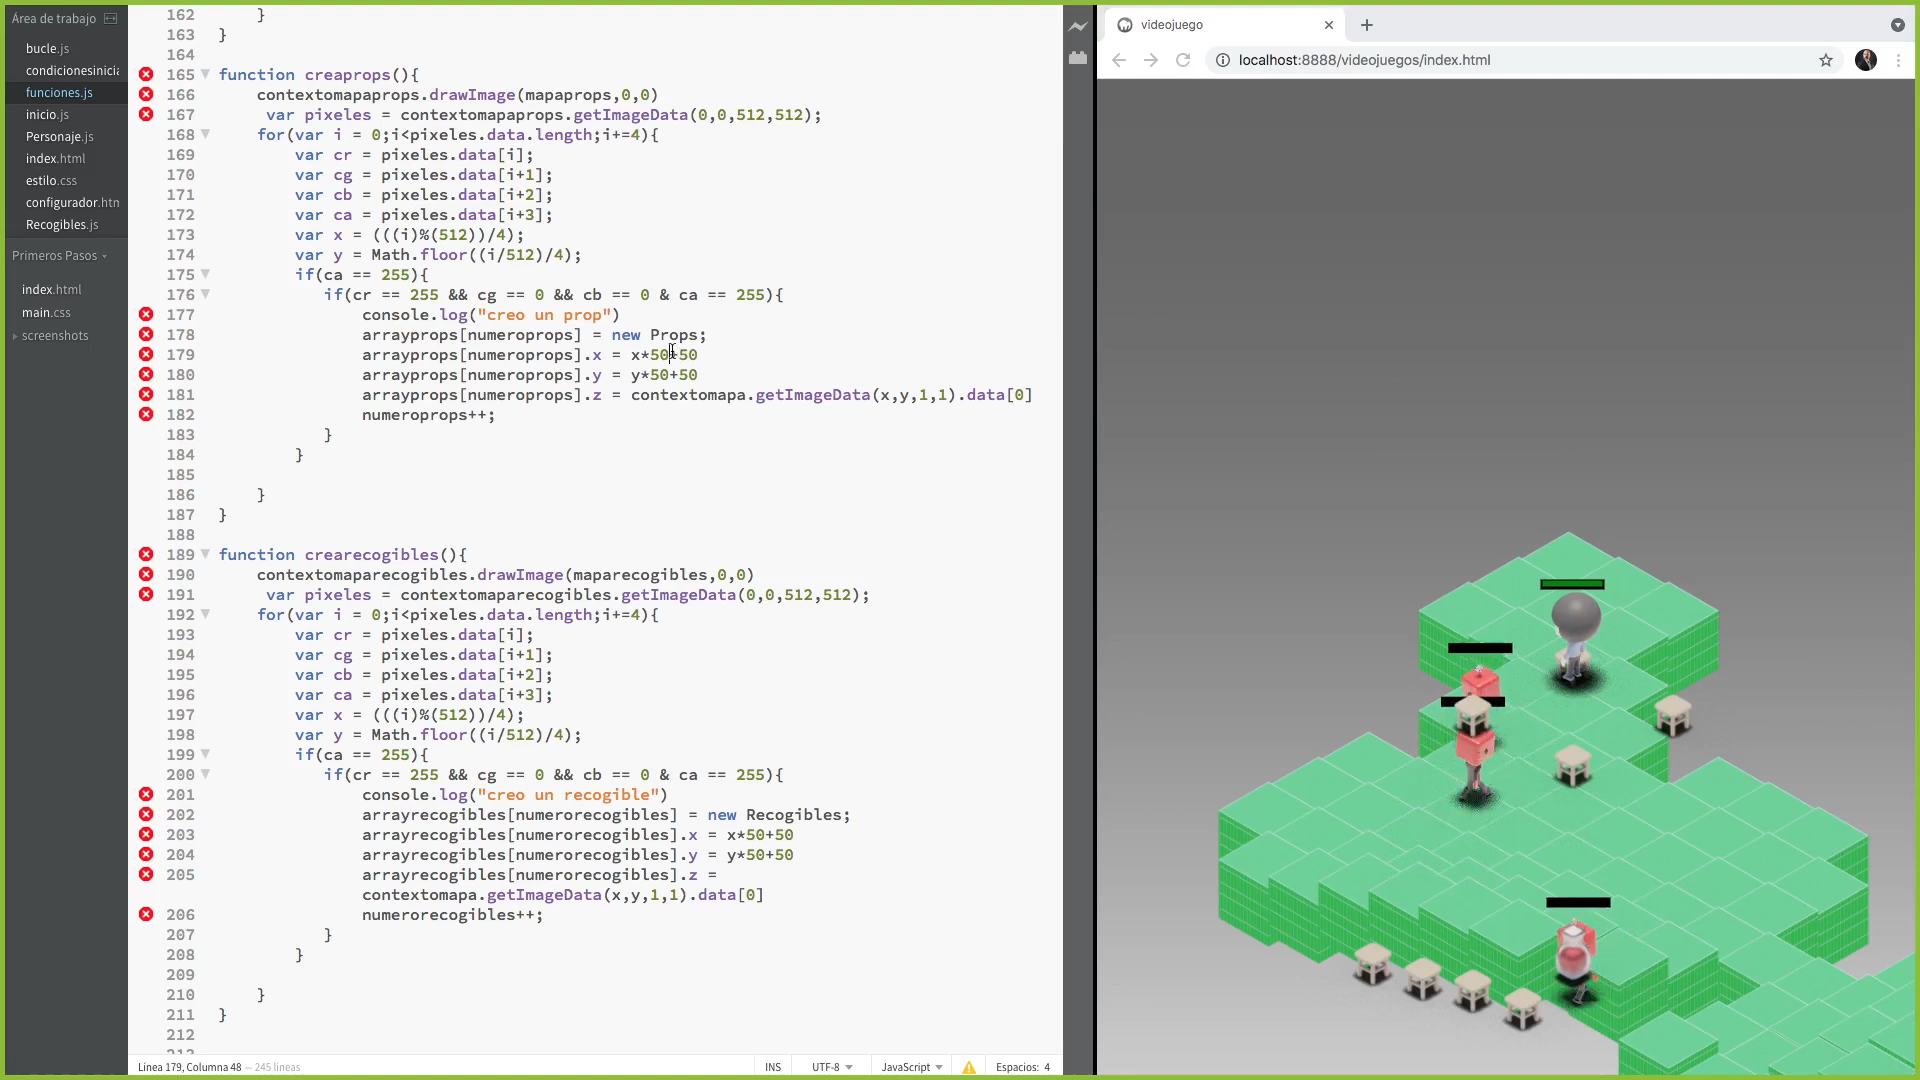 Área de trabajo
bucle.js
condicionesinicia
funciones.js
inicio.js
Personaje.js
index.html
estilo.css
configurador.htn
Recogibles.js
Primeros Pasos
index.html
main.css
screenshots
162 }
163 }
164
165 function creaprops(){
166 contextomapaprops.drawImage(mapaprops,0,0)
167 var pixeles = contextomapaprops.getImageData(0,0,512,512);
168 for(var i = 0;i<pixeles.data.length;i+=4){
169 var cr = pixeles.data[i];
170 var cg = pixeles.data[i+1];
171 var cb = pixeles.data[i+2];
172 var ca = pixeles.data[i+3];
173 var x = (((i)%(512))/4);
174 var y = Math.floor((i/512)/4);
175 if(ca == 255){
176 if(cr == 255 && cg == 0 && cb == 0 & ca == 255){
177 console.log("creo un prop")
178 arrayprops[numeroprops] = new Props;
179 arrayprops[numeroprops].x = x*50+50
180 arrayprops[numeroprops].y = y*50+50
181 arrayprops[numeroprops].z = contextomapa.getImageData(x,y,1,1).data[0]
182 numeroprops++;
183 }
184 }
185
186 }
187 }
188
189 function crearecogibles(){
190 contextomaparecogibles.drawImage(maparecogibles,0,0)
191 var pixeles = contextomaparecogibles.getImageData(0,0,512,512);
192 for(var i = 0;i<pixeles.data.length;i+=4){
193 var cr = pixeles.data[i];
194 var cg = pixeles.data[i+1];
195 var cb = pixeles.data[i+2];
196 var ca = pixeles.data[i+3];
197 var x = (((i)%(512))/4);
198 var y = Math.floor((i/512)/4);
199 if(ca == 255){
200 if(cr == 255 && cg == 0 && cb == 0 & ca == 255){
201 console.log("creo un recogible")
202 arrayrecogibles[numerorecogibles] = new Recogibles;
203 arrayrecogibles[numerorecogibles].x = x*50+50
204 arrayrecogibles[numerorecogibles].y = y*50+50
205 arrayrecogibles[numerorecogibles].z =
contextomapa.getImageData(x,y,1,1).data[0]
206 numerorecogibles++;
207 }
208 }
209
210 }
211 }
212
213
Línea 179, Columna 48 — 245 líneas
INS UTF-8 JavaScript Espacios: 4
videojuego
localhost:8888/videojuegos/index.html